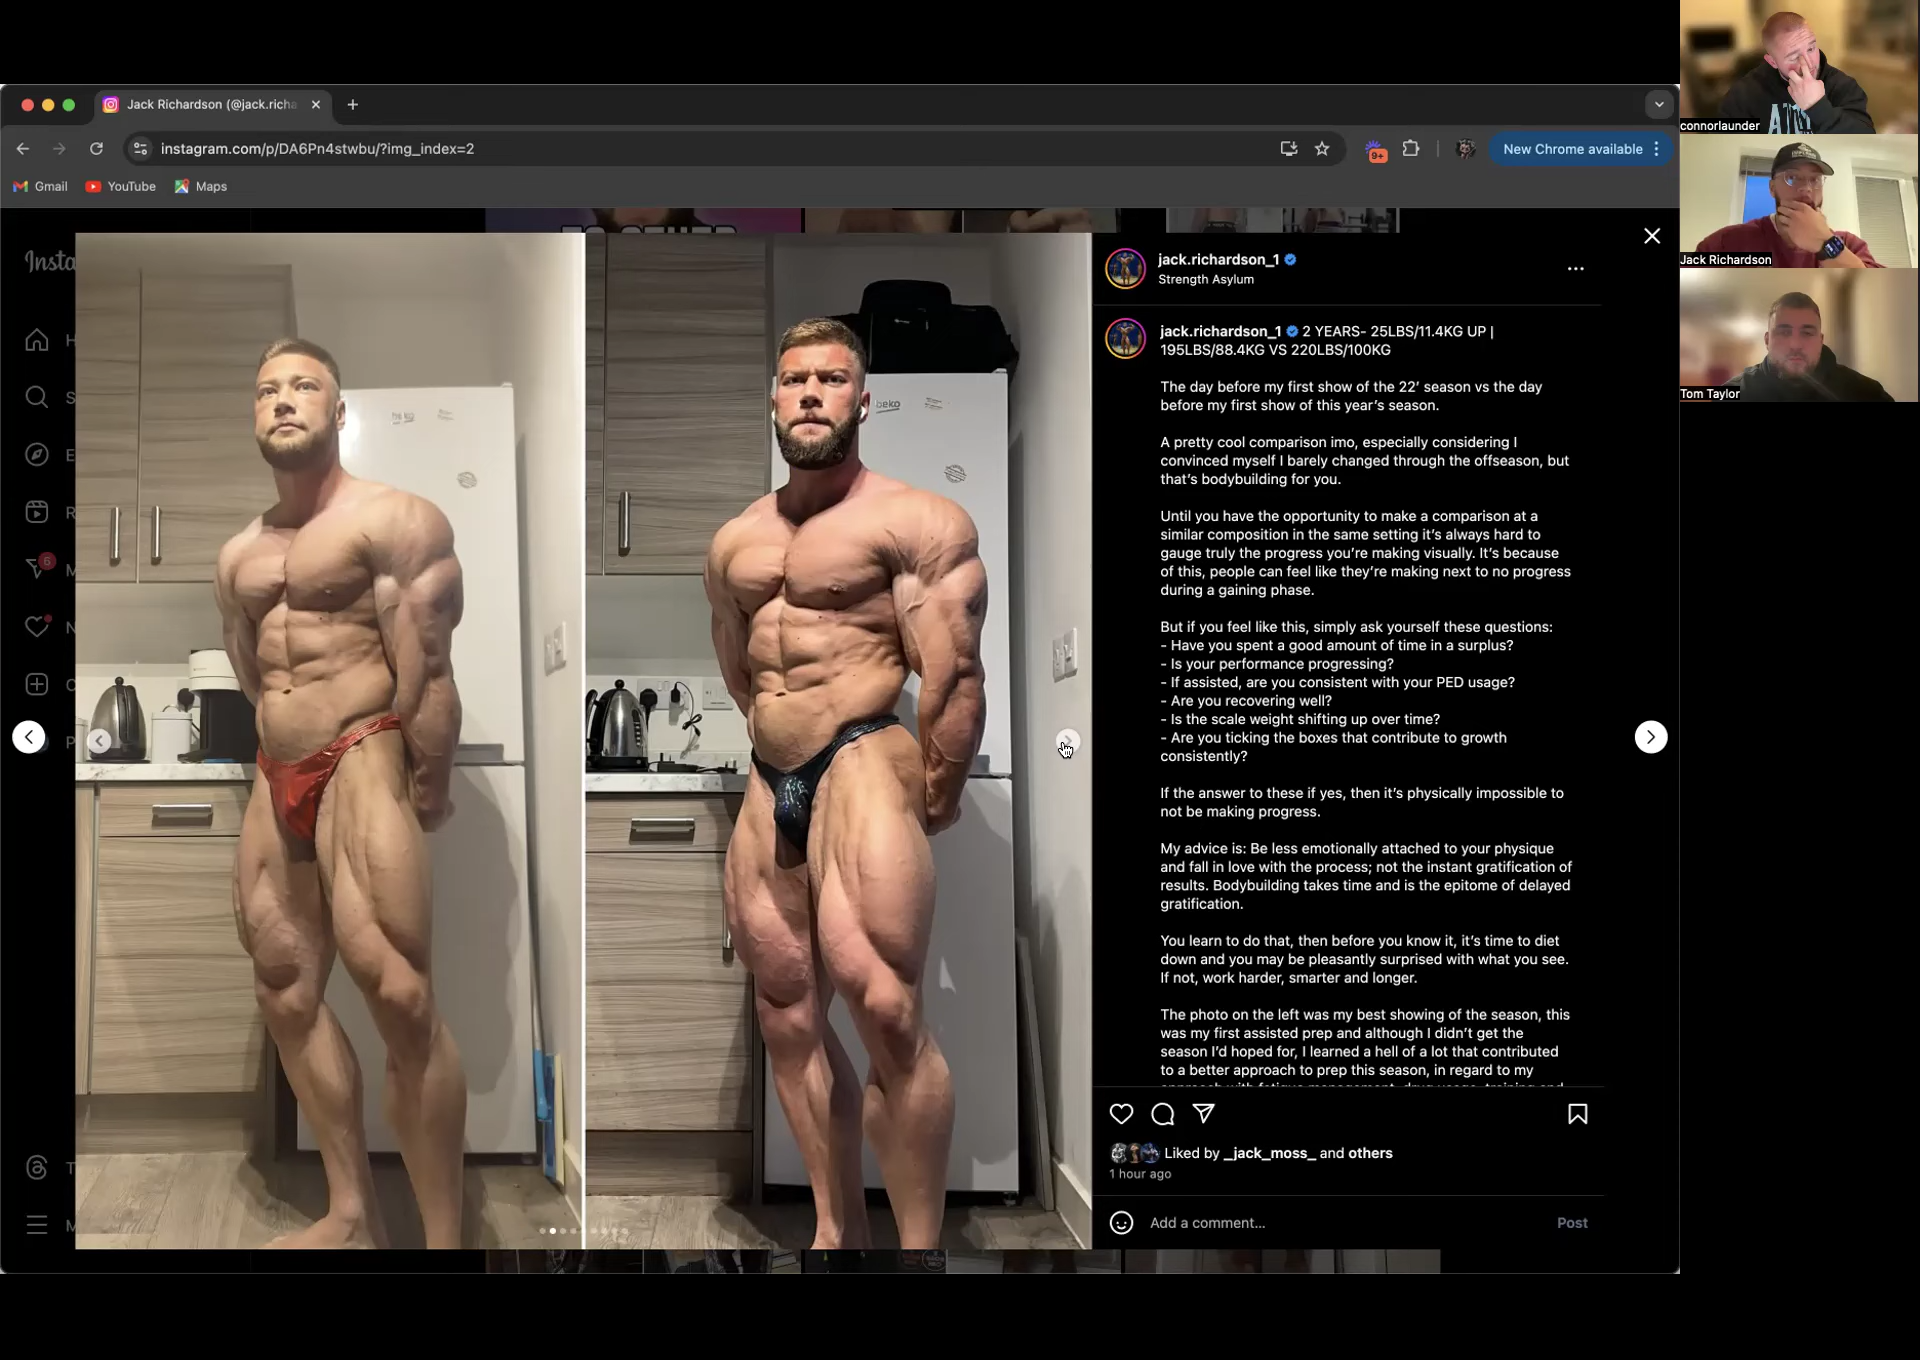 Jack Richardson (@jack.richa
instagram.com/p/DA6Pn4stwbu/?img_index=2
9+
New Chrome available
Gmail
YouTube
Maps
Insta
H
S
E
R
6
M
N
C
P
T
M
beko
jack.richardson_1
Strength Asylum
jack.richardson_1 2 YEARS- 25LBS/11.4KG UP |
195LBS/88.4KG VS 220LBS/100KG
The day before my first show of the 22’ season vs the day
before my first show of this year’s season.
A pretty cool comparison imo, especially considering I
convinced myself I barely changed through the offseason, but
that’s bodybuilding for you.
Until you have the opportunity to make a comparison at a
similar composition in the same setting it’s always hard to
gauge truly the progress you’re making visually. It’s because
of this, people can feel like they’re making next to no progress
during a gaining phase.
But if you feel like this, simply ask yourself these questions:
- Have you spent a good amount of time in a surplus?
- Is your performance progressing?
- If assisted, are you consistent with your PED usage?
- Are you recovering well?
- Is the scale weight shifting up over time?
- Are you ticking the boxes that contribute to growth
consistently?
If the answer to these if yes, then it’s physically impossible to
not be making progress.
My advice is: Be less emotionally attached to your physique
and fall in love with the process; not the instant gratification of
results. Bodybuilding takes time and is the epitome of delayed
gratification.
You learn to do that, then before you know it, it’s time to diet
down and you may be pleasantly surprised with what you see.
If not, work harder, smarter and longer.
The photo on the left was my best showing of the season, this
was my first assisted prep and although I didn’t get the
season I’d hoped for, I learned a hell of a lot that contributed
to a better approach to prep this season, in regard to my
approach with fatigue management, drug usage, training and
Liked by _jack_moss_ and others
1 hour ago
Add a comment...
Post
connorlaunder
Jack Richardson
Tom Taylor